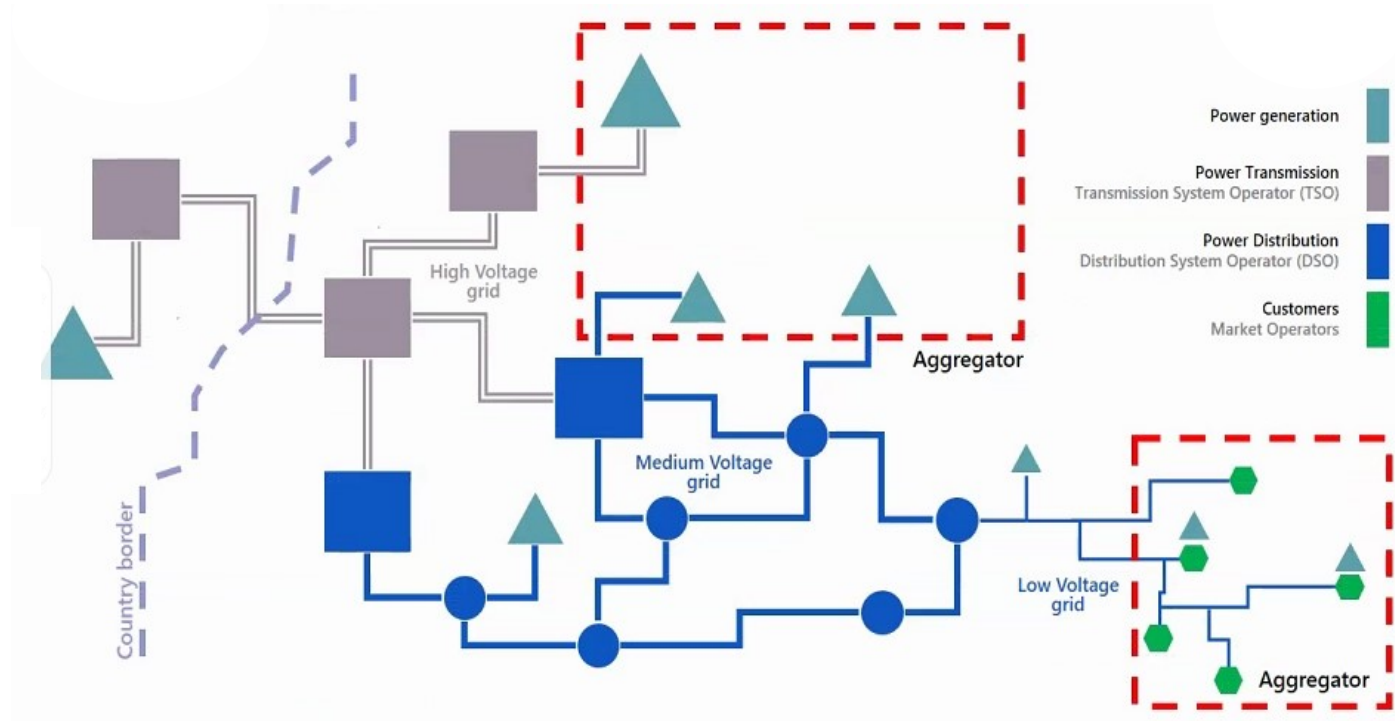 Power generation
Power Transmission
Transmission System Operator (TSO)
Power Distribution
Distribution System Operator (DSO)
Customers
Market Operators
High Voltage
grid
Aggregator
Medium Voltage
grid
Low Voltage
grid
Country border
Aggregator